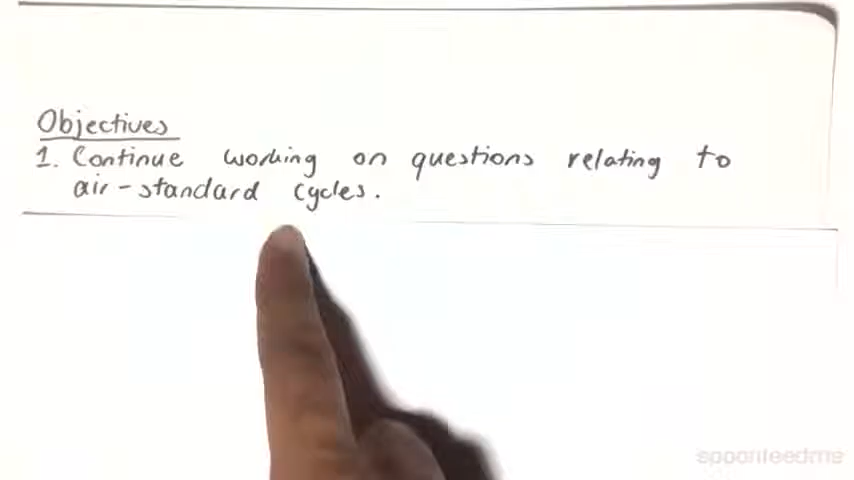 Objectives
1. Continue working on questions relating to
air-standard cycles.
spoonfeedme